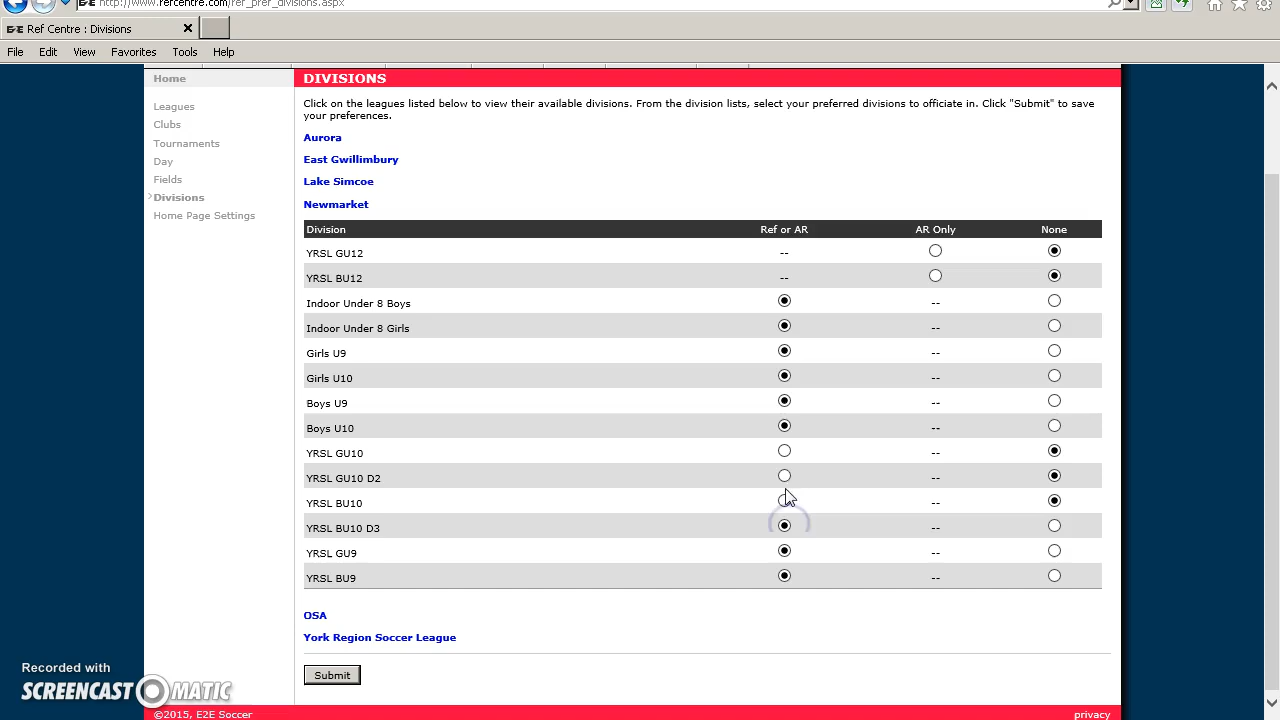 http://www.refcentre.com/ref_pref_divisions.aspx
Ref Centre : Divisions
File Edit View Favorites Tools Help
Home
Leagues
Clubs
Tournaments
Day
Fields
Divisions
Home Page Settings
DIVISIONS
Click on the leagues listed below to view their available divisions. From the division lists, select your preferred divisions to officiate in. Click "Submit" to save
your preferences.
Aurora
East Gwillimbury
Lake Simcoe
Newmarket
Division Ref or AR AR Only None
YRSL GU12 --
YRSL BU12 --
Indoor Under 8 Boys --
Indoor Under 8 Girls --
Girls U9 --
Girls U10 --
Boys U9 --
Boys U10 --
YRSL GU10 --
YRSL GU10 D2 --
YRSL BU10 --
YRSL BU10 D3 --
YRSL GU9 --
YRSL BU9 --
OSA
York Region Soccer League
Submit
Recorded with
SCREENCAST MATIC
©2015, E2E Soccer privacy